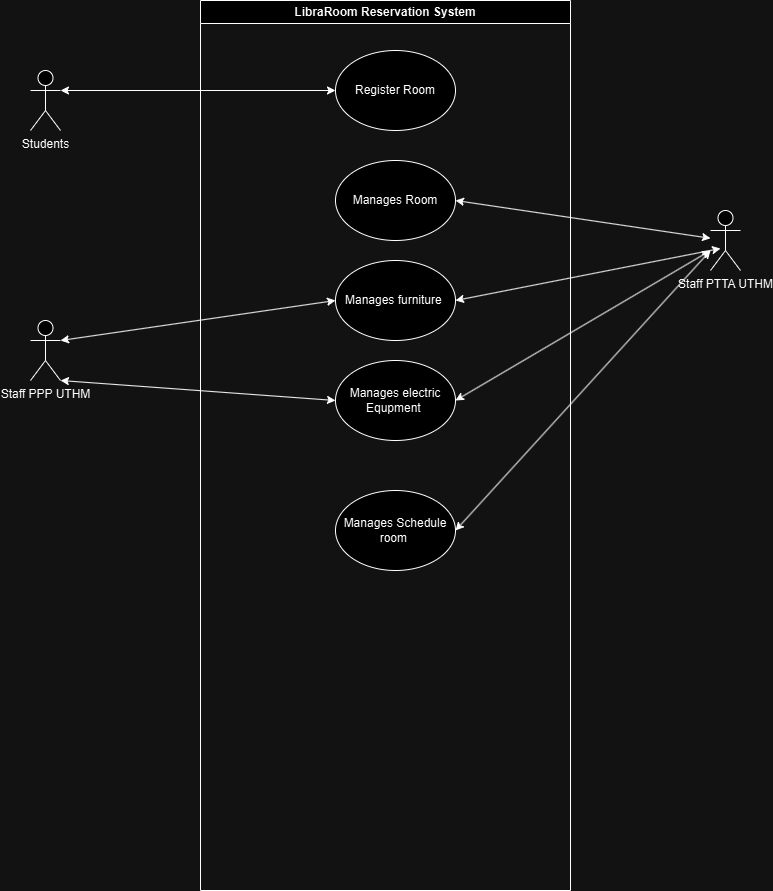 LibraRoom Reservation System
Register Room
Students
Manages Room
Staff PTTA UTHM
Manages furniture
Staff PPP UTHM
Manages electric
Equpment
Manages Schedule
room